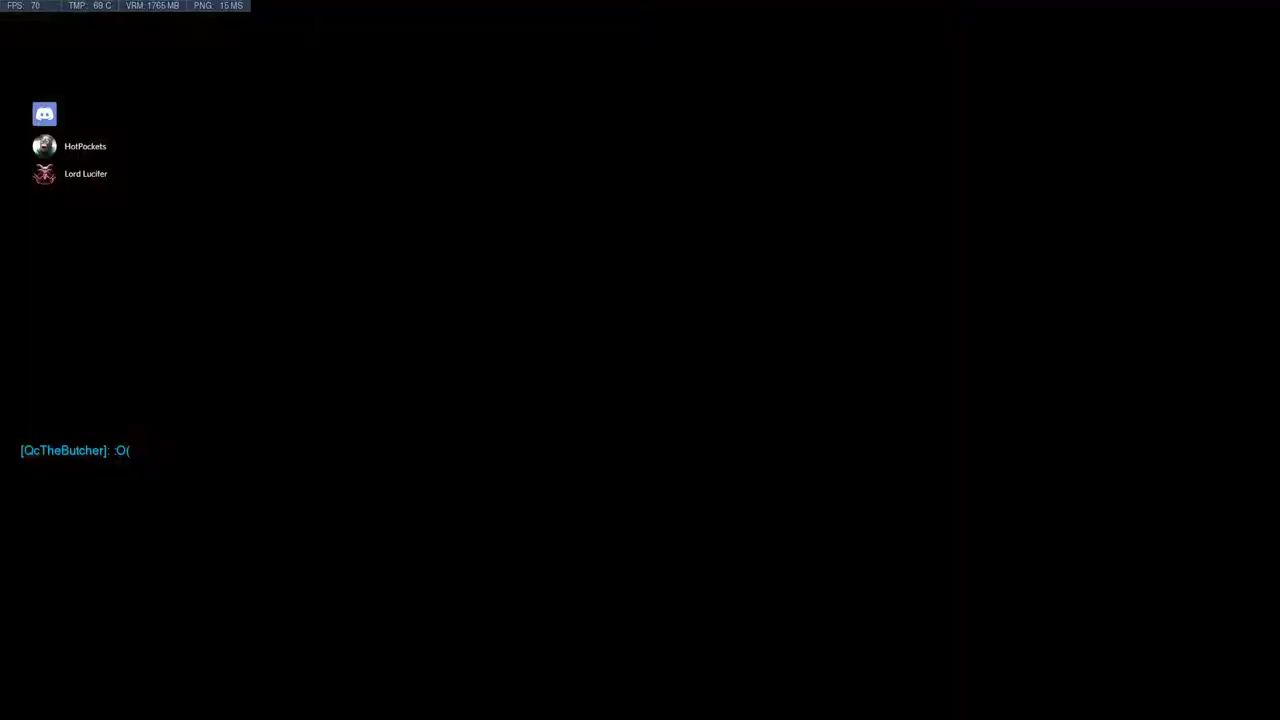 FPS: 70 TMP: 69 C VRM: 1765 MB PNG: 15 MS
HotPockets
Lord Lucifer
[QcTheButcher]: :O(